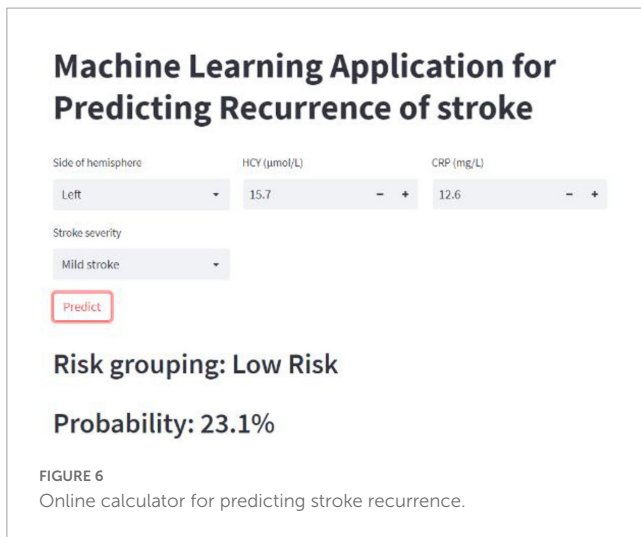 Machine Learning Application for
Predicting Recurrence of stroke
Side of hemisphere HCY (μmol/L) CRP (mg/L)
Left 15.7 - + 12.6 - +
Stroke severity
Mild stroke
Predict
Risk grouping: Low Risk
Probability: 23.1%
FIGURE 6
Online calculator for predicting stroke recurrence.